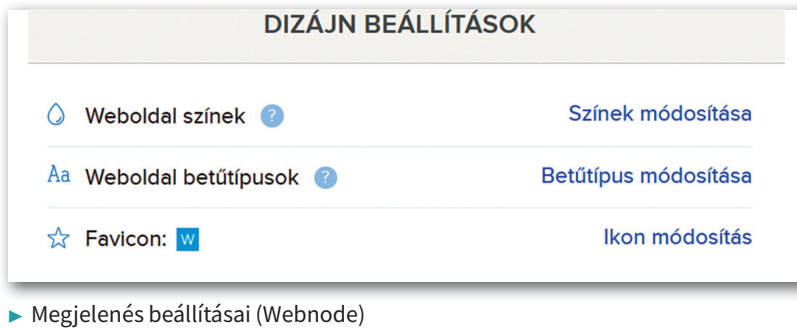 DIZÁJN BEÁLLÍTÁSOK
Weboldal színek ? Színek módosítása
Aa Weboldal betűtípusok ? Betűtípus módosítása
Favicon: W Ikon módosítás
► Megjelenés beállításai (Webnode)